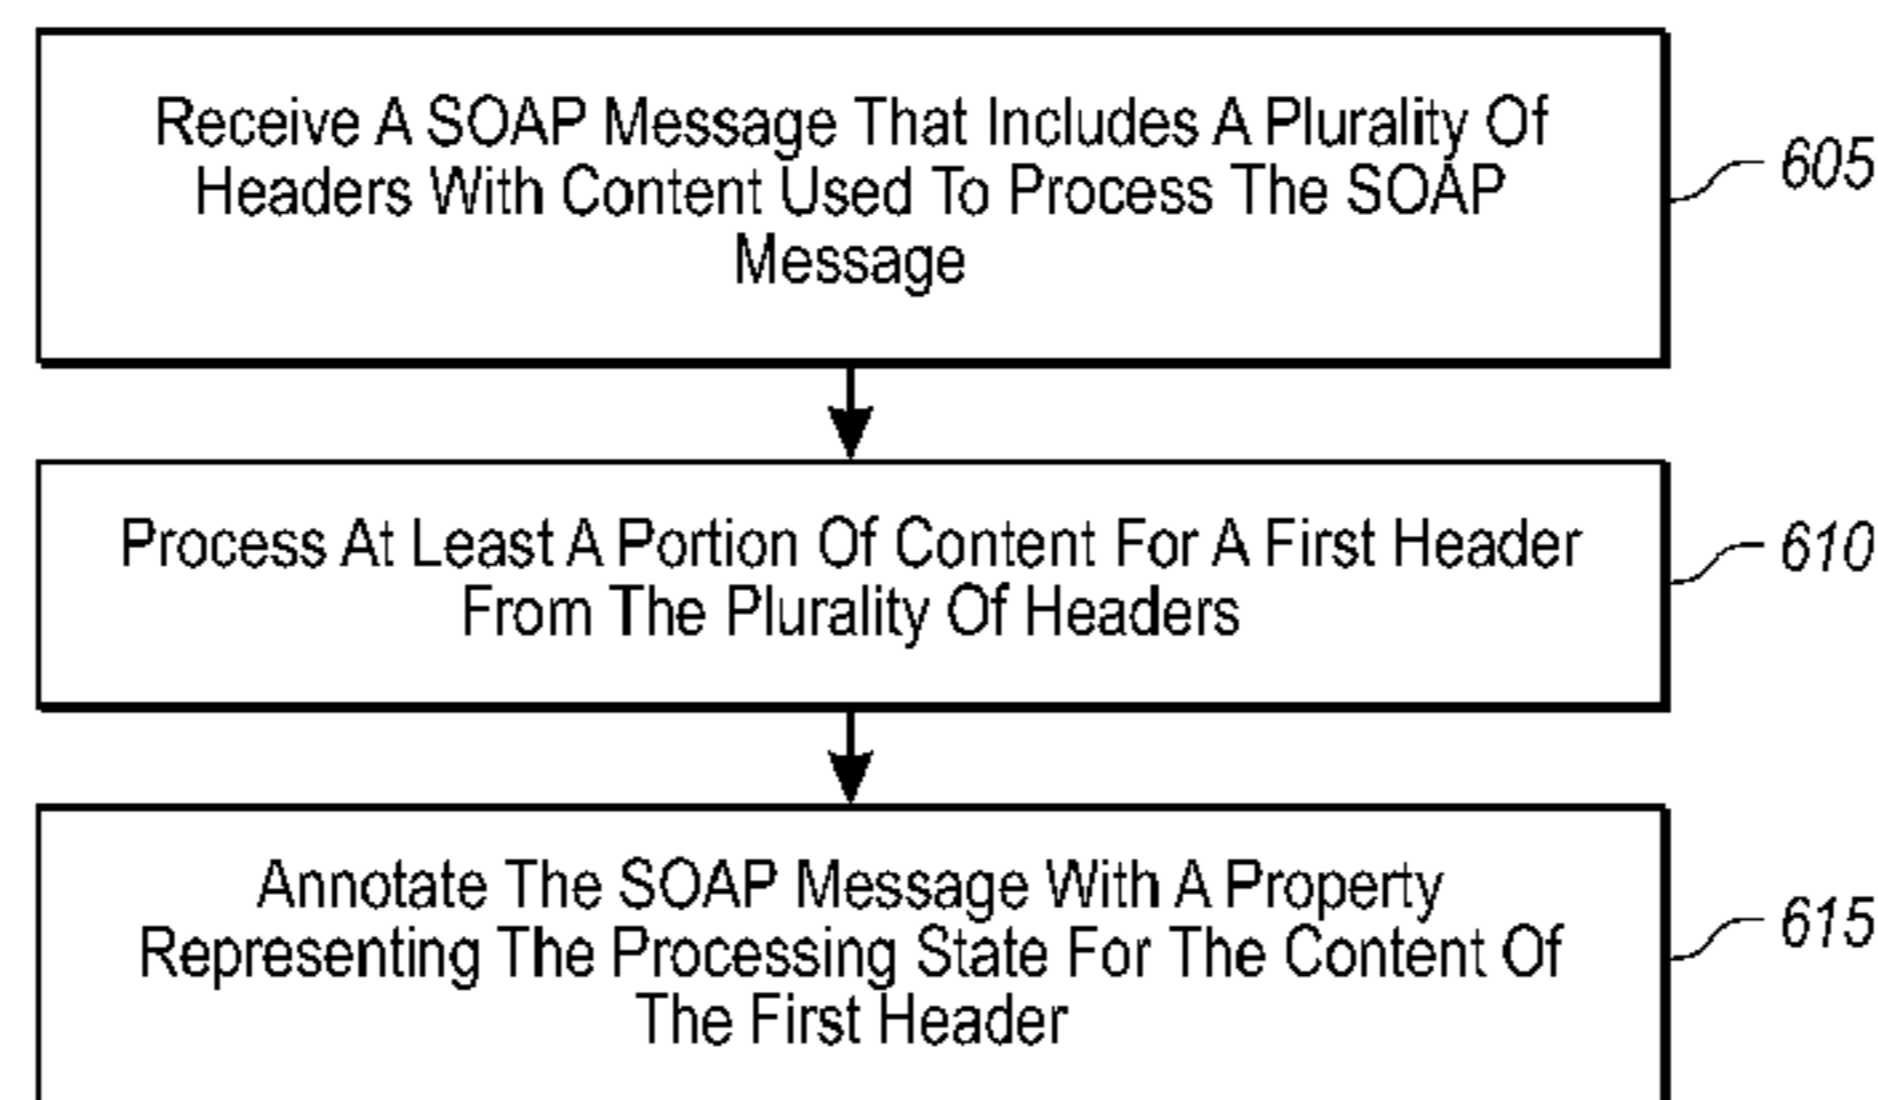 Receive A SOAP Message That Includes A Plurality Of
Headers With Content Used To Process The SOAP
Message
605
Process At Least A Portion Of Content For A First Header
From The Plurality Of Headers
610
Annotate The SOAP Message With A Property
Representing The Processing State For The Content Of
The First Header
615